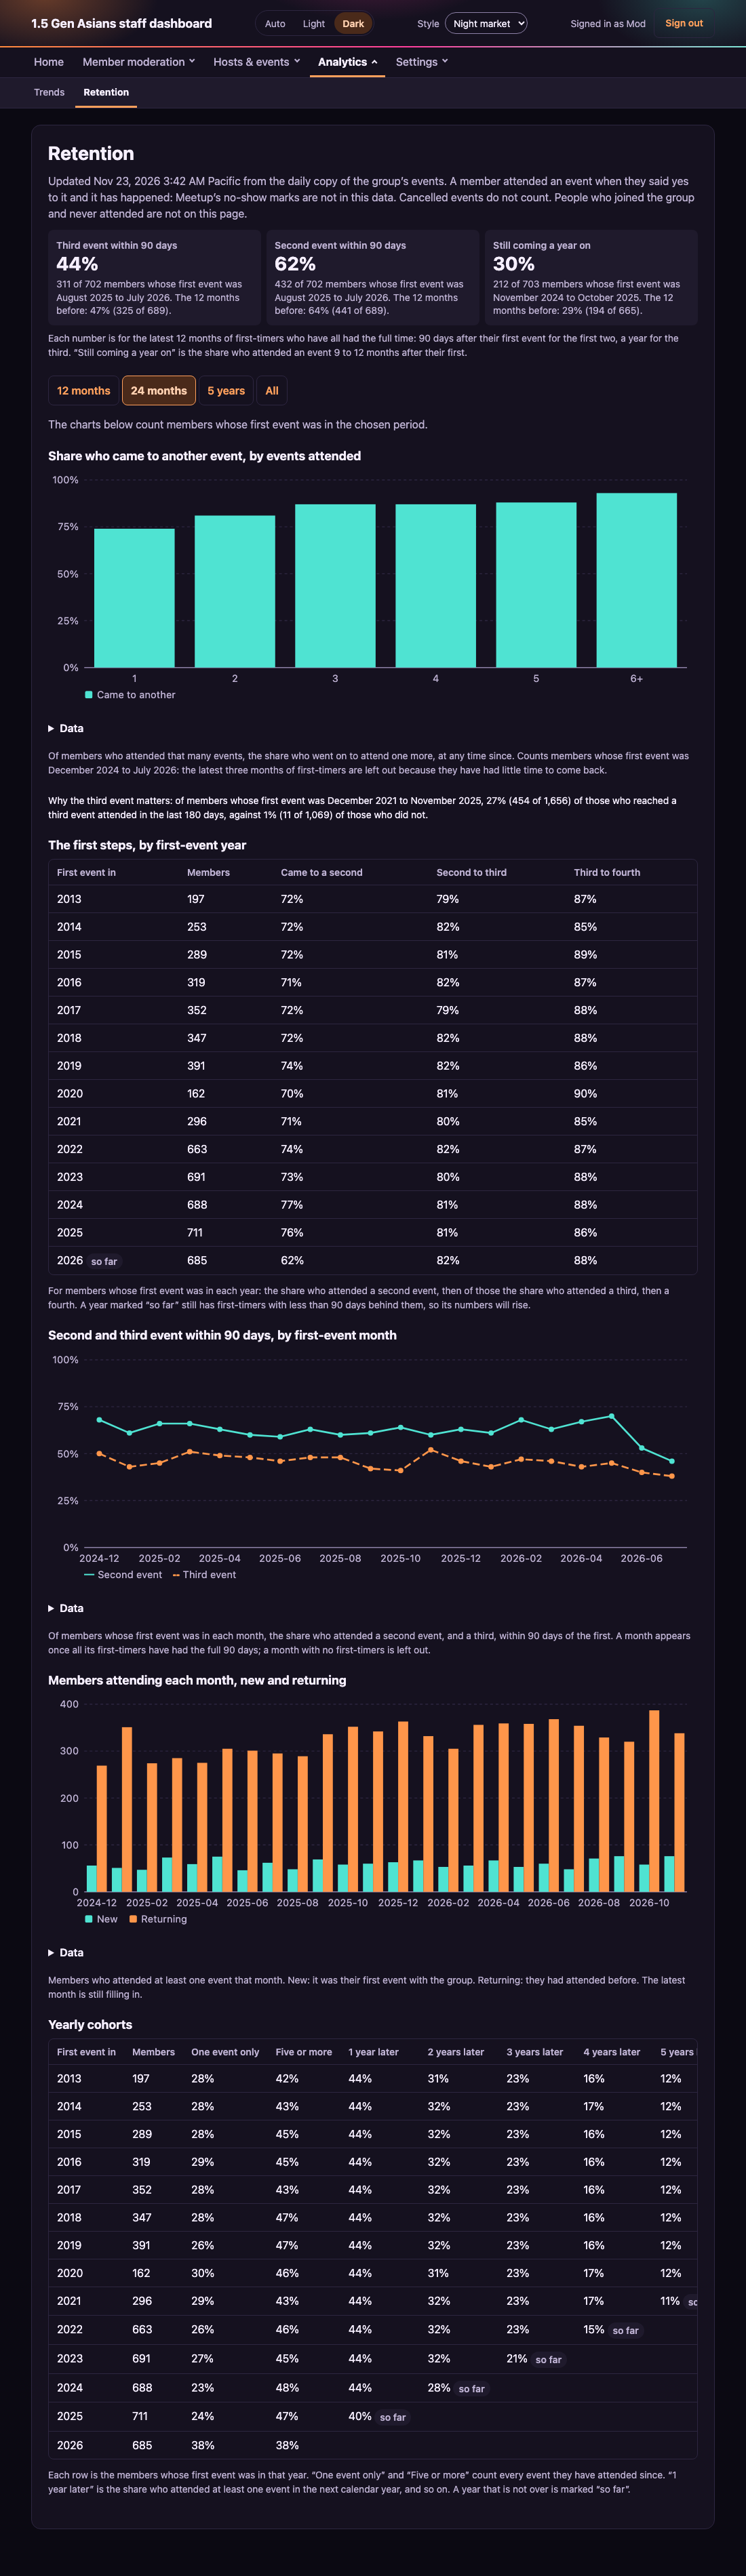 1.5 Gen Asians staff dashboard
Auto Light Dark
Style Night market
Signed in as Mod Sign out
Home Member moderation Hosts & events Analytics Settings
Trends Retention
Retention
Updated Nov 23, 2026 3:42 AM Pacific from the daily copy of the group’s events. A member attended an event when they said yes
to it and it has happened: Meetup’s no-show marks are not in this data. Cancelled events do not count. People who joined the group
and never attended are not on this page.
Third event within 90 days
44%
311 of 702 members whose first event was
August 2025 to July 2026. The 12 months
before: 47% (325 of 689).
Second event within 90 days
62%
432 of 702 members whose first event was
August 2025 to July 2026. The 12 months
before: 64% (441 of 689).
Still coming a year on
30%
212 of 703 members whose first event was
November 2024 to October 2025. The 12
months before: 29% (194 of 665).
Each number is for the latest 12 months of first-timers who have all had the full time: 90 days after their first event for the first two, a year for the
third. “Still coming a year on” is the share who attended an event 9 to 12 months after their first.
12 months 24 months 5 years All
The charts below count members whose first event was in the chosen period.
Share who came to another event, by events attended
100%
75%
50%
25%
0%
1 2 3 4 5 6+
Came to another
Data
Of members who attended that many events, the share who went on to attend one more, at any time since. Counts members whose first event was
December 2024 to July 2026: the latest three months of first-timers are left out because they have had little time to come back.
Why the third event matters: of members whose first event was December 2021 to November 2025, 27% (454 of 1,656) of those who reached a
third event attended in the last 180 days, against 1% (11 of 1,069) of those who did not.
The first steps, by first-event year
First event in Members Came to a second Second to third Third to fourth
2013 197 72% 79% 87%
2014 253 72% 82% 85%
2015 289 72% 81% 89%
2016 319 71% 82% 87%
2017 352 72% 79% 88%
2018 347 72% 82% 88%
2019 391 74% 82% 86%
2020 162 70% 81% 90%
2021 296 71% 80% 85%
2022 663 74% 82% 87%
2023 691 73% 80% 88%
2024 688 77% 81% 88%
2025 711 76% 81% 86%
2026 so far 685 62% 82% 88%
For members whose first event was in each year: the share who attended a second event, then of those the share who attended a third, then a
fourth. A year marked “so far” still has first-timers with less than 90 days behind them, so its numbers will rise.
Second and third event within 90 days, by first-event month
100%
75%
50%
25%
0%
2024-12 2025-02 2025-04 2025-06 2025-08 2025-10 2025-12 2026-02 2026-04 2026-06
Second event Third event
Data
Of members whose first event was in each month, the share who attended a second event, and a third, within 90 days of the first. A month appears
once all its first-timers have had the full 90 days; a month with no first-timers is left out.
Members attending each month, new and returning
400
300
200
100
0
2024-12 2025-02 2025-04 2025-06 2025-08 2025-10 2025-12 2026-02 2026-04 2026-06 2026-08 2026-10
New Returning
Data
Members who attended at least one event that month. New: it was their first event with the group. Returning: they had attended before. The latest
month is still filling in.
Yearly cohorts
First event in Members One event only Five or more 1 year later 2 years later 3 years later 4 years later 5 years
2013 197 28% 42% 44% 31% 23% 16% 12%
2014 253 28% 43% 44% 32% 23% 17% 12%
2015 289 28% 45% 44% 32% 23% 16% 12%
2016 319 29% 45% 44% 32% 23% 16% 12%
2017 352 28% 43% 44% 32% 23% 16% 12%
2018 347 28% 47% 44% 32% 23% 16% 12%
2019 391 26% 47% 44% 32% 23% 16% 12%
2020 162 30% 46% 44% 31% 23% 17% 12%
2021 296 29% 43% 44% 32% 23% 17% 11%
2022 663 26% 46% 44% 32% 23% 15% so far
2023 691 27% 45% 44% 32% 21% so far
2024 688 23% 48% 44% 28% so far
2025 711 24% 47% 40% so far
2026 685 38% 38%
Each row is the members whose first event was in that year. “One event only” and “Five or more” count every event they have attended since. “1
year later” is the share who attended at least one event in the next calendar year, and so on. A year that is not over is marked “so far”.